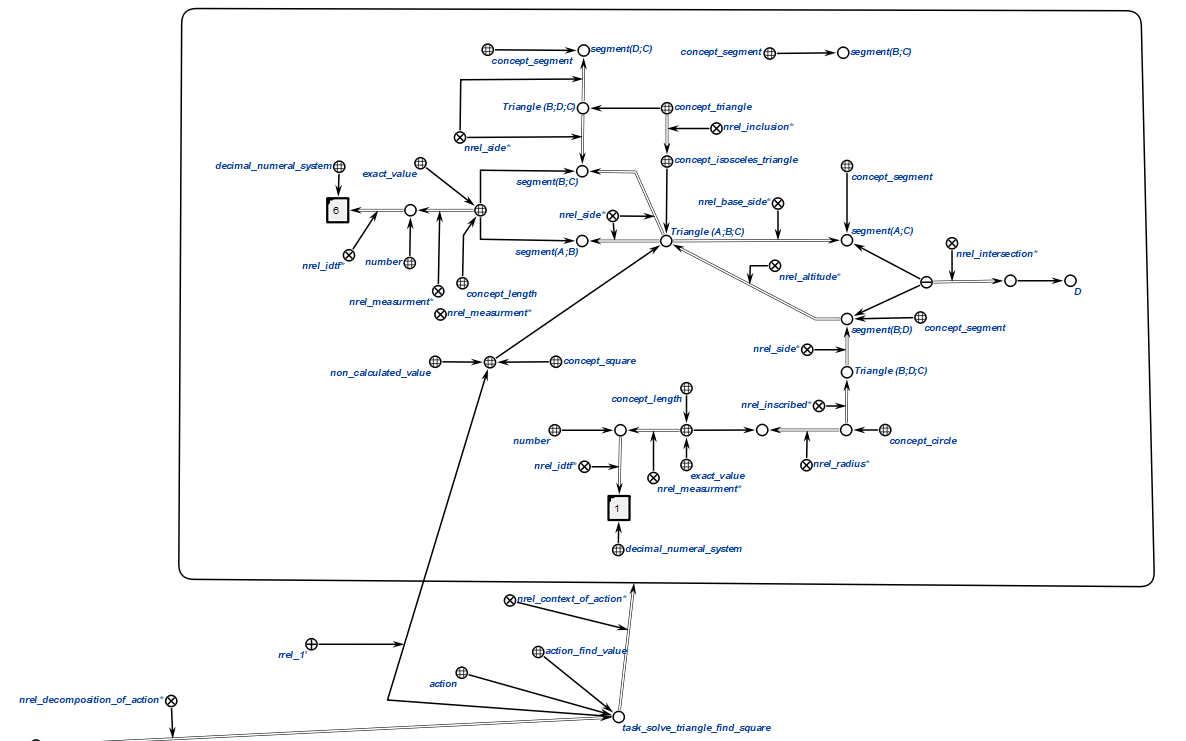 segment(D;C)
concept_segment
concept_segment
segment(B;C)
Triangle (B;D;C)
concept_triangle
nrel_inclusion*
nrel_side*
concept_isosceles_triangle
decimal_numeral_system
exact_value
segment(B;C)
concept_segment
nrel_base_side*
6
nrel_side*
Triangle (A;B;C)
segment(A;C)
segment(A;B)
nrel_intersection*
nrel_idtf*
number
nrel_altitude*
concept_length
D
nrel_measurment*
nrel_measurment*
segment(B;D)
concept_segment
nrel_side*
non_calculated_value
concept_square
Triangle (B;D;C)
concept_length
nrel_inscribed*
number
concept_circle
nrel_idtf*
nrel_radius*
exact_value
nrel_measurment*
1
decimal_numeral_system
nrel_context_of_action*
rrel_1'
action_find_value
action
nrel_decomposition_of_action*
task_solve_triangle_find_square